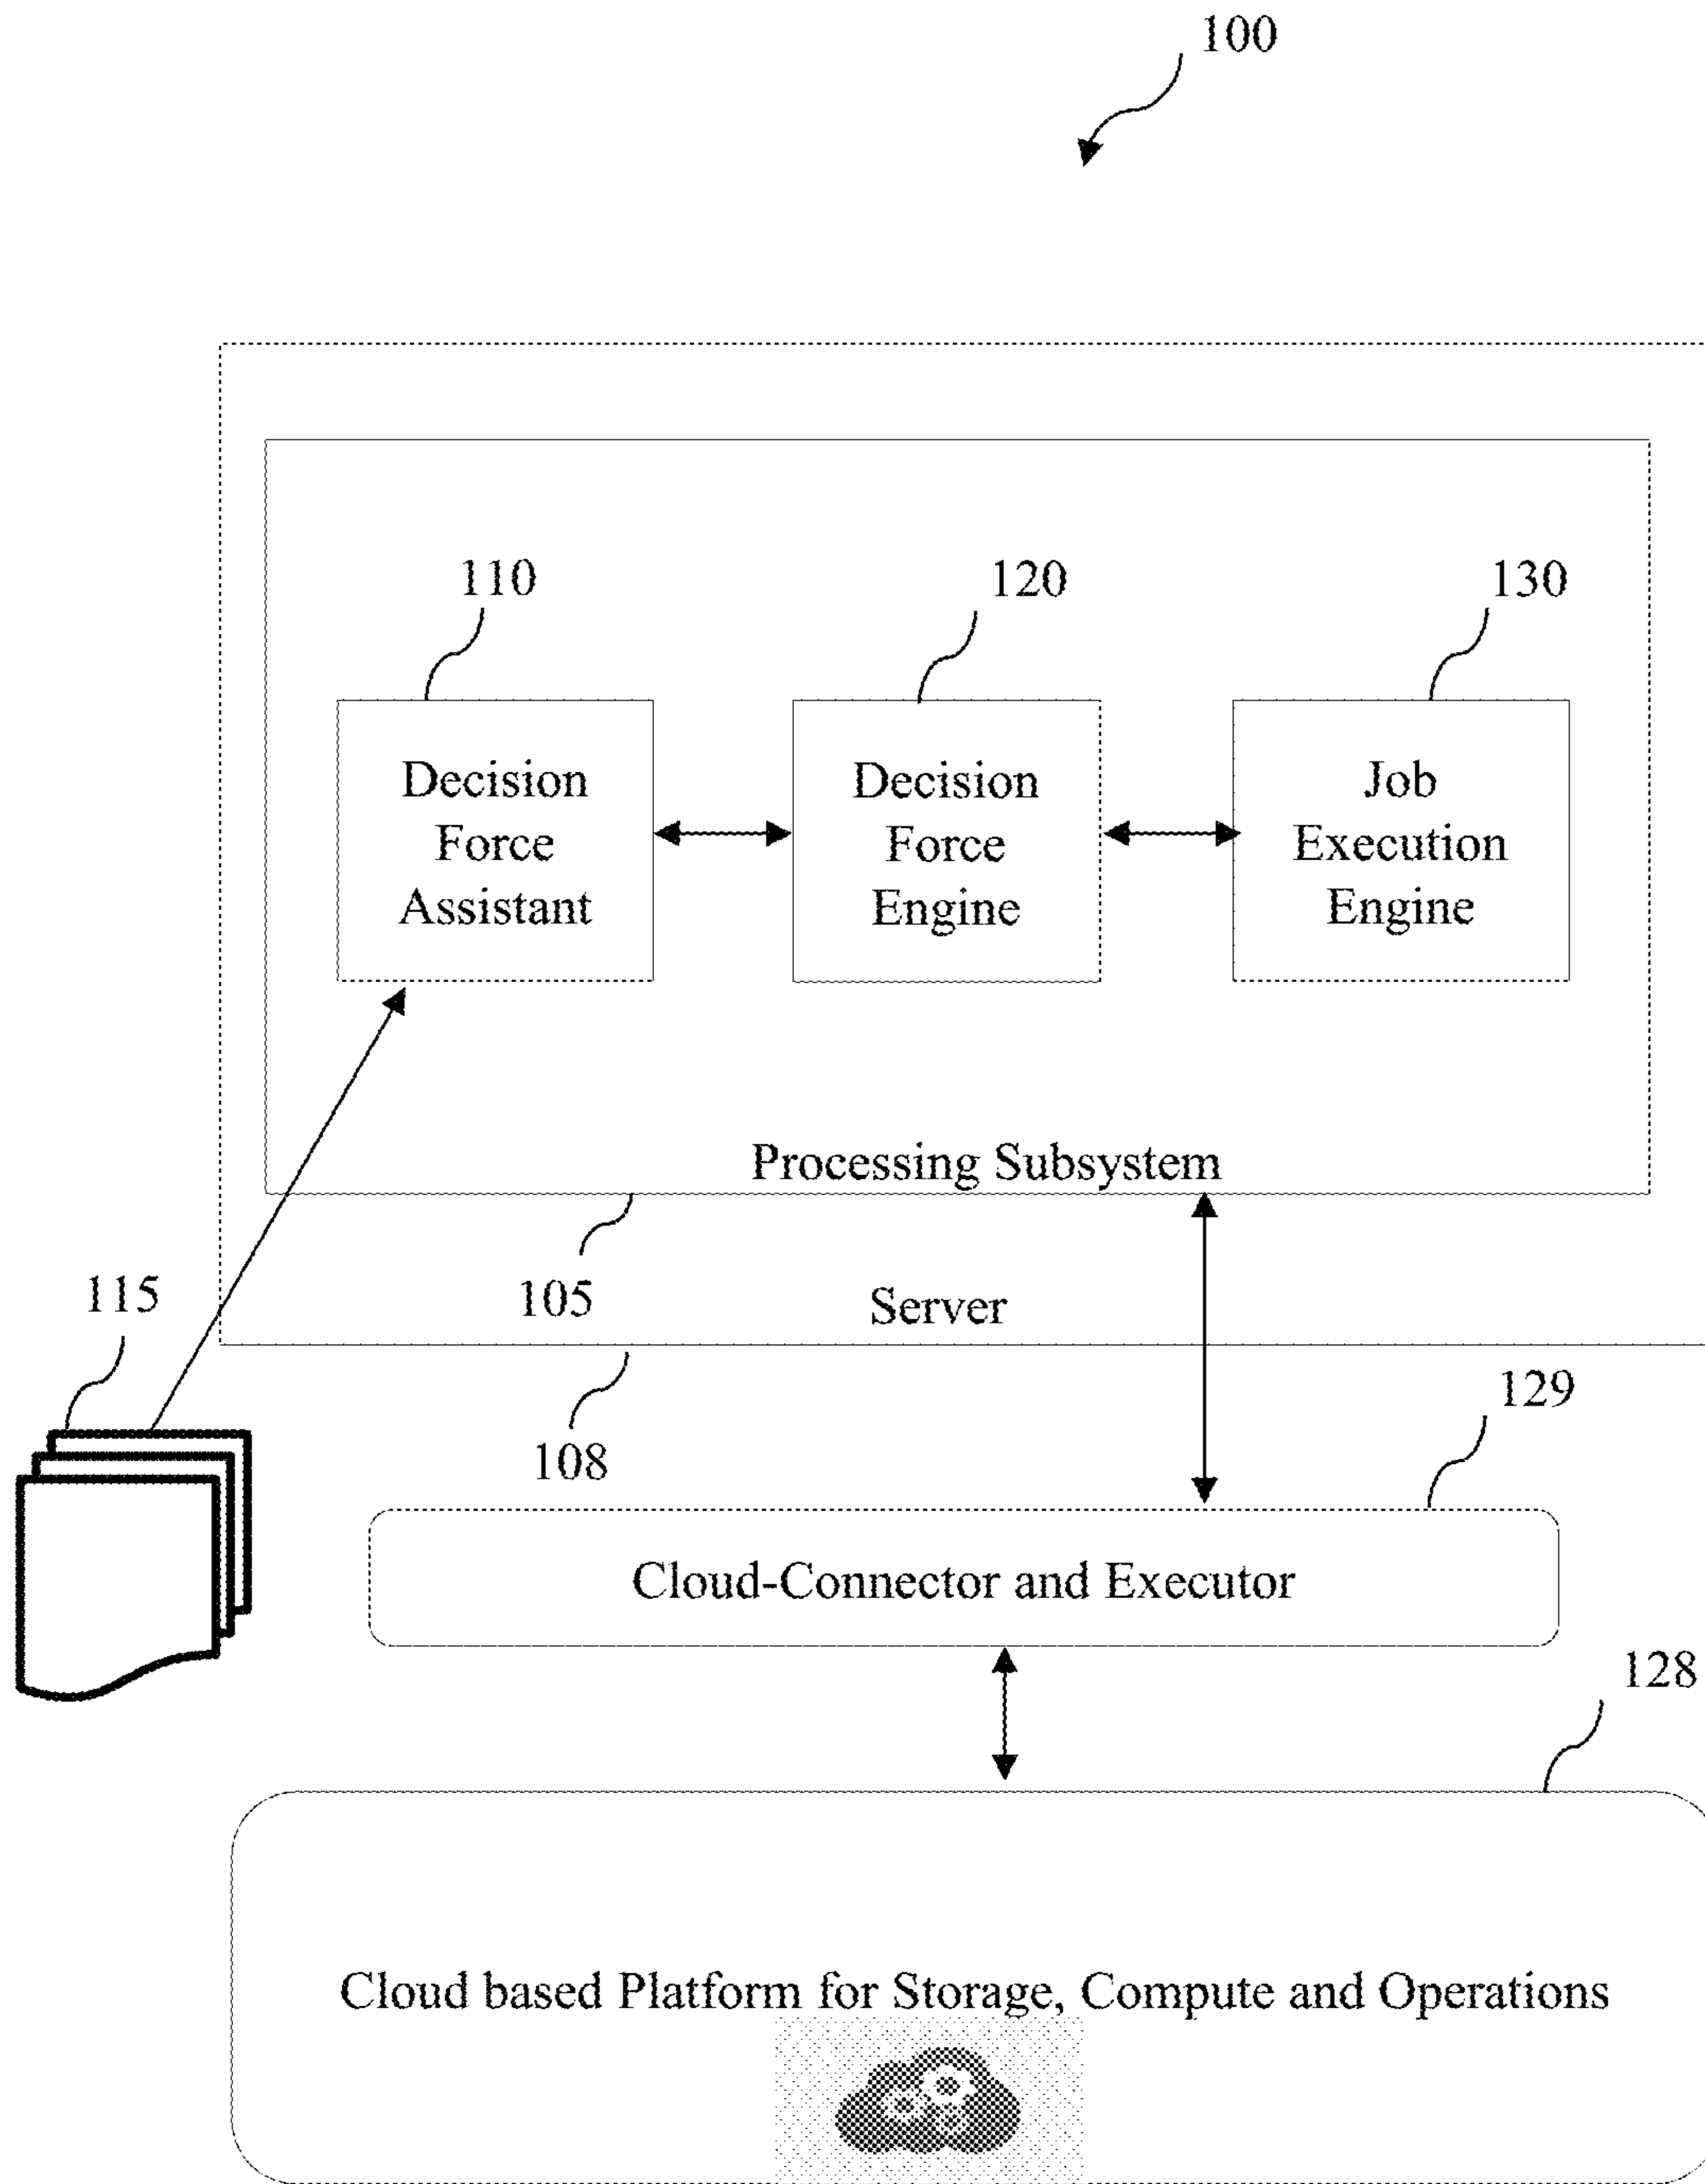 100
110
120
130
Decision
Force
Assistant
Decision
Force
Engine
Job
Execution
Engine
Processing Subsystem
105
115
Server
108
129
Cloud-Connector and Executor
128
Cloud based Platform for Storage, Compute and Operations